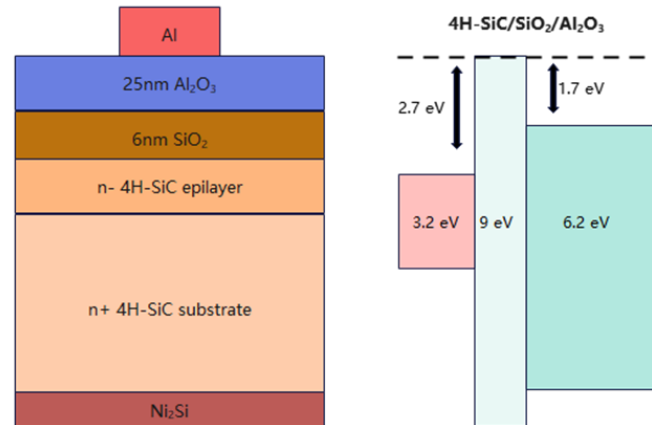 Al
25nm Al₂O₃
6nm SiO₂
n- 4H-SiC epilayer
n+ 4H-SiC substrate
Ni₂Si
4H-SiC/SiO₂/Al₂O₃
2.7 eV
1.7 eV
3.2 eV
9 eV
6.2 eV